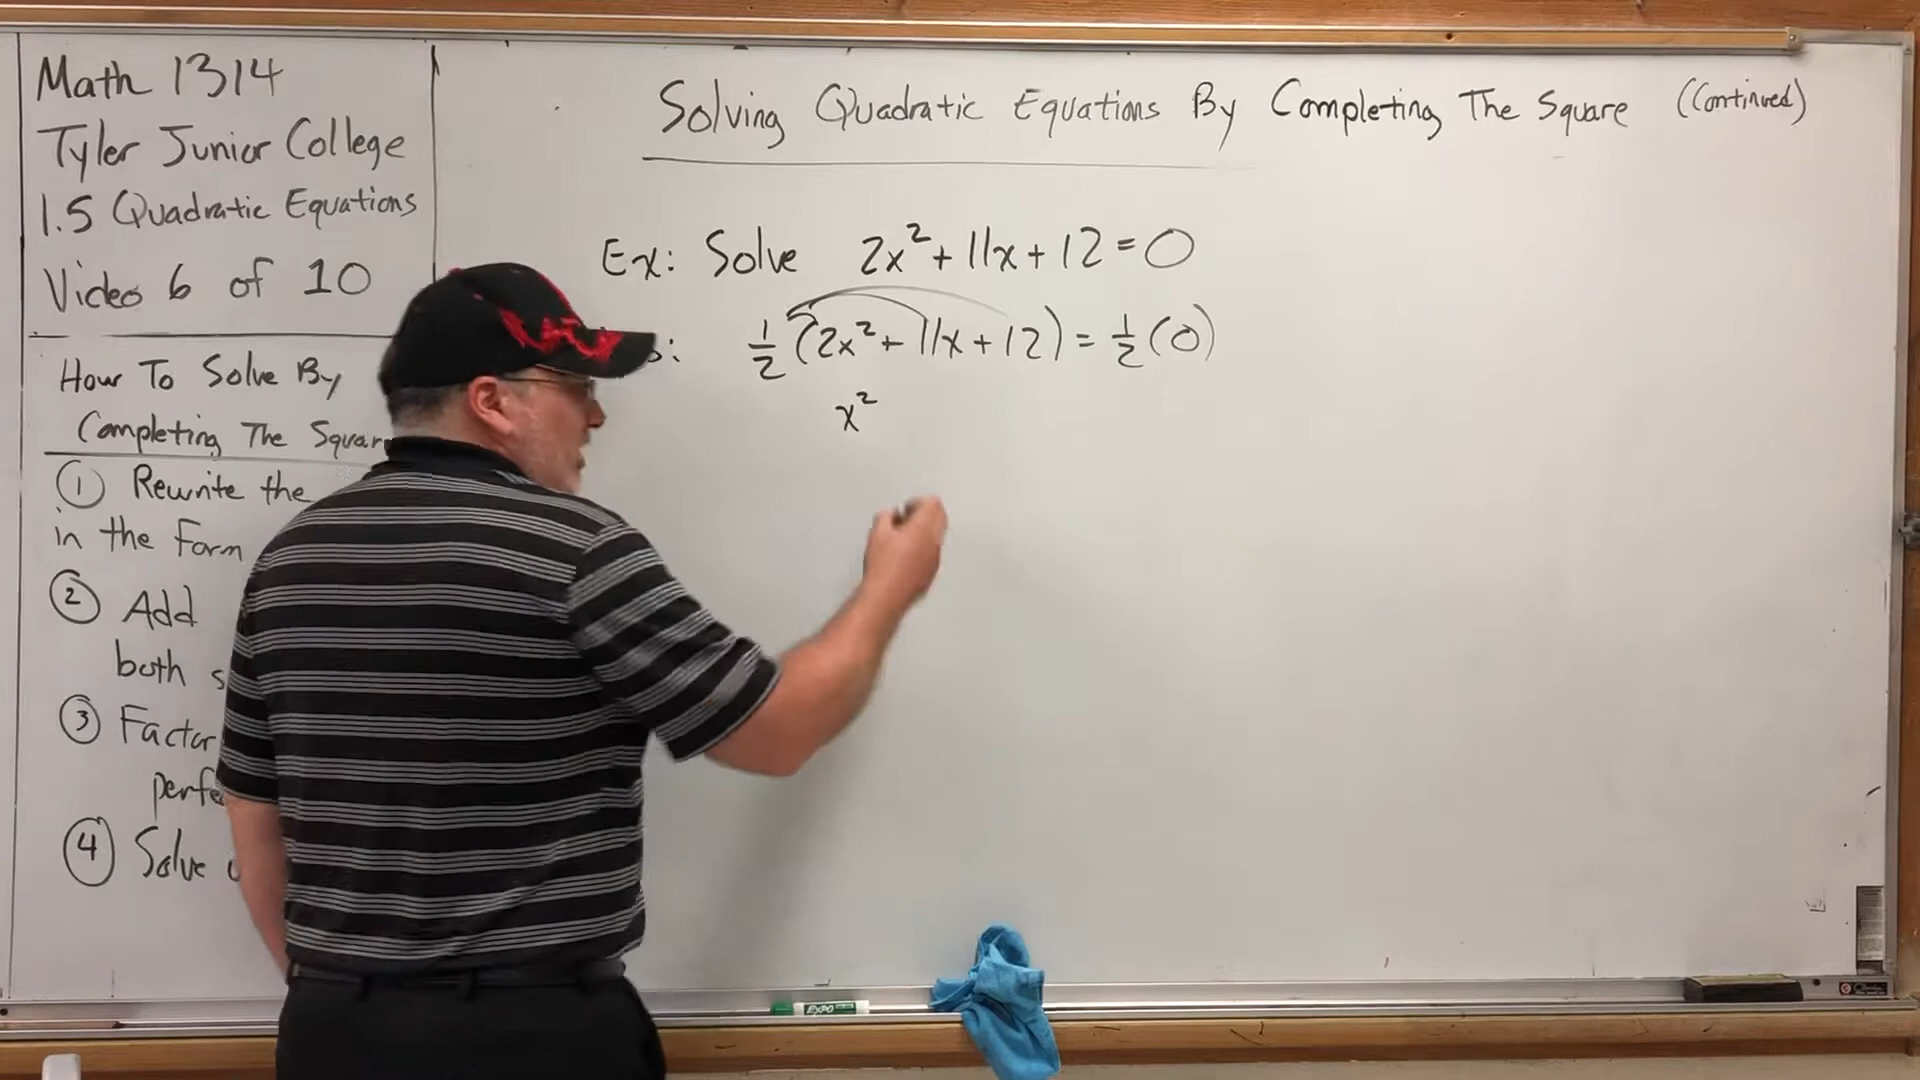 Math 1314
Tyler Junior College
1.5 Quadratic Equations
Video 6 of 10
How To Solve By
Completing The Squar
① Rewrite the
in the Form
② Add
both s
③ Factor
perfe
④ Solve
Solving Quadratic Equations By Completing The Square (Continued)
Ex: Solve 2x² + 11x + 12 = 0
: 1/2 (2x² + 11x + 12) = 1/2 (0)
x²
EXPO